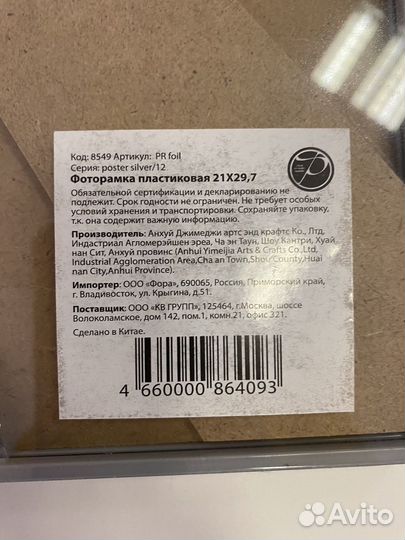 Код: 8549 Артикул: PR foil
Серия: poster silver/12
Фоторамка пластиковая 21X29,7
Обязательной сертификации и декларированию не
подлежит. Срок годности не ограничен. Не требует особых
условий хранения и транспортировки. Сохраняйте упаковку,
т.к. она содержит важную информацию.
Производитель: Анхуй Джимеджи артс энд крафтс Ко., Лтд,
Индастриал Агломерэйшен эреа, Ча эн Таун, Шоу Кантри, Хуай
нан Сит, Анхуй провинс (Anhui Yimeijia Arts & Crafts Co.,Ltd,
Industrial Agglomeration Area,Cha an Town,Shou County,Huai
nan City,Anhui Province).
Импортер: ООО «Фора», 690065, Россия, Приморский край,
г. Владивосток, ул. Крыгина, д.51.
Поставщик: ООО «КВ ГРУПП», 125464, г.Москва, шоссе
Волоколамское, дом 142, пом.1, комн.21, офис 321.
Сделано в Китае.
4 660000 864093
Avito